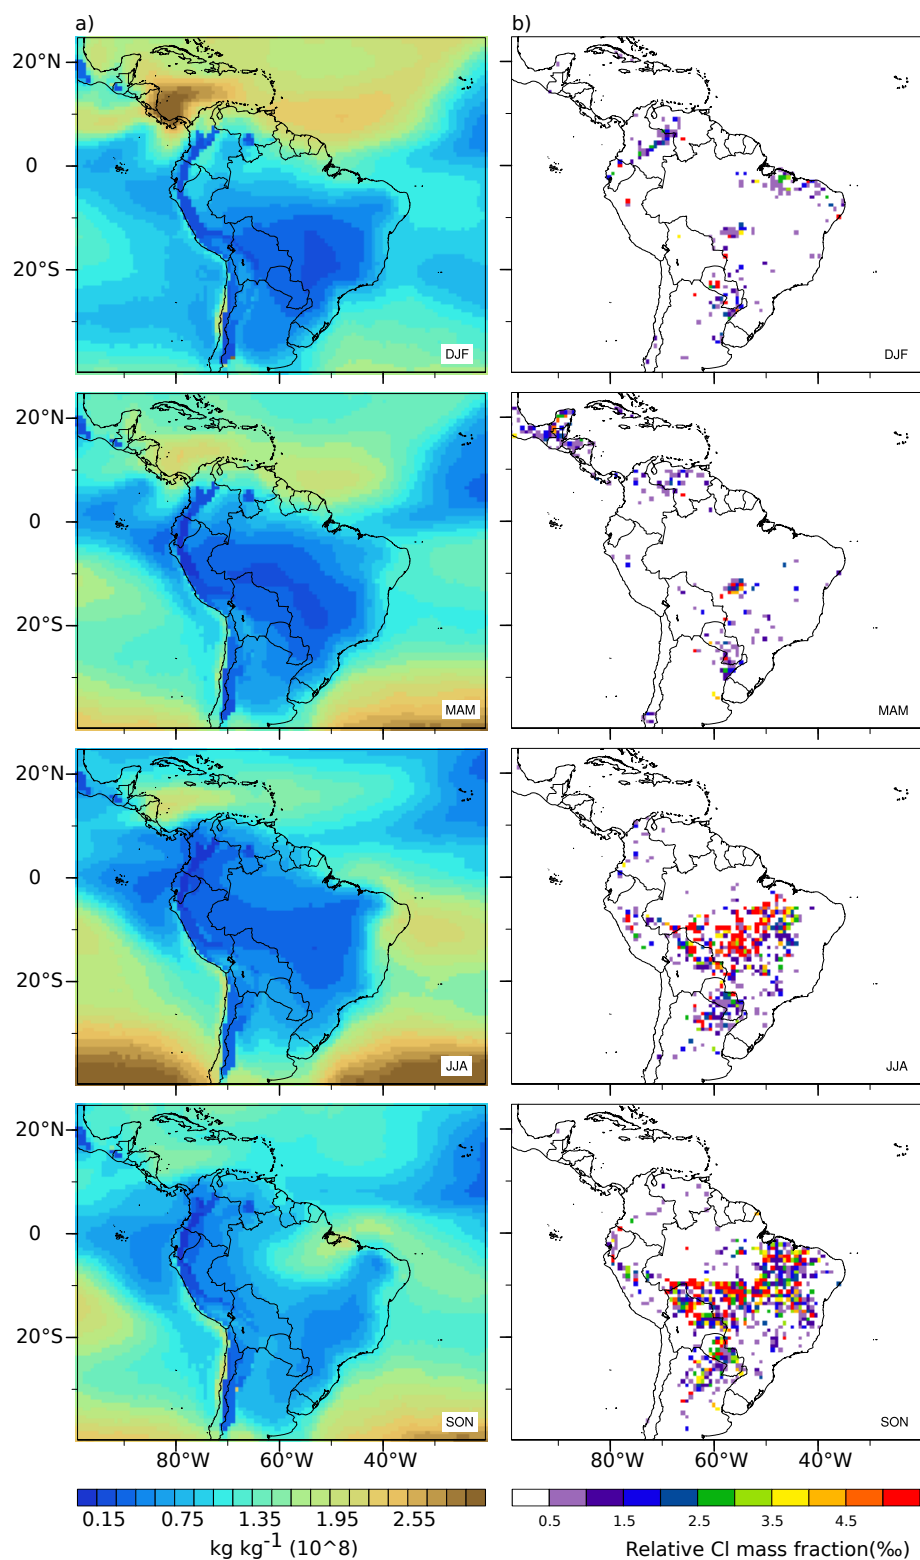 a) b)
20°N
0
20°S
DJF DJF
20°N
0
20°S
MAM MAM
20°N
0
20°S
JJA JJA
20°N
0
20°S
SON SON
80°W 60°W 40°W 80°W 60°W 40°W
0.15 0.75 1.35 1.95 2.55 0.5 1.5 2.5 3.5 4.5
kg kg⁻¹ (10^8) Relative Cl mass fraction(‰)